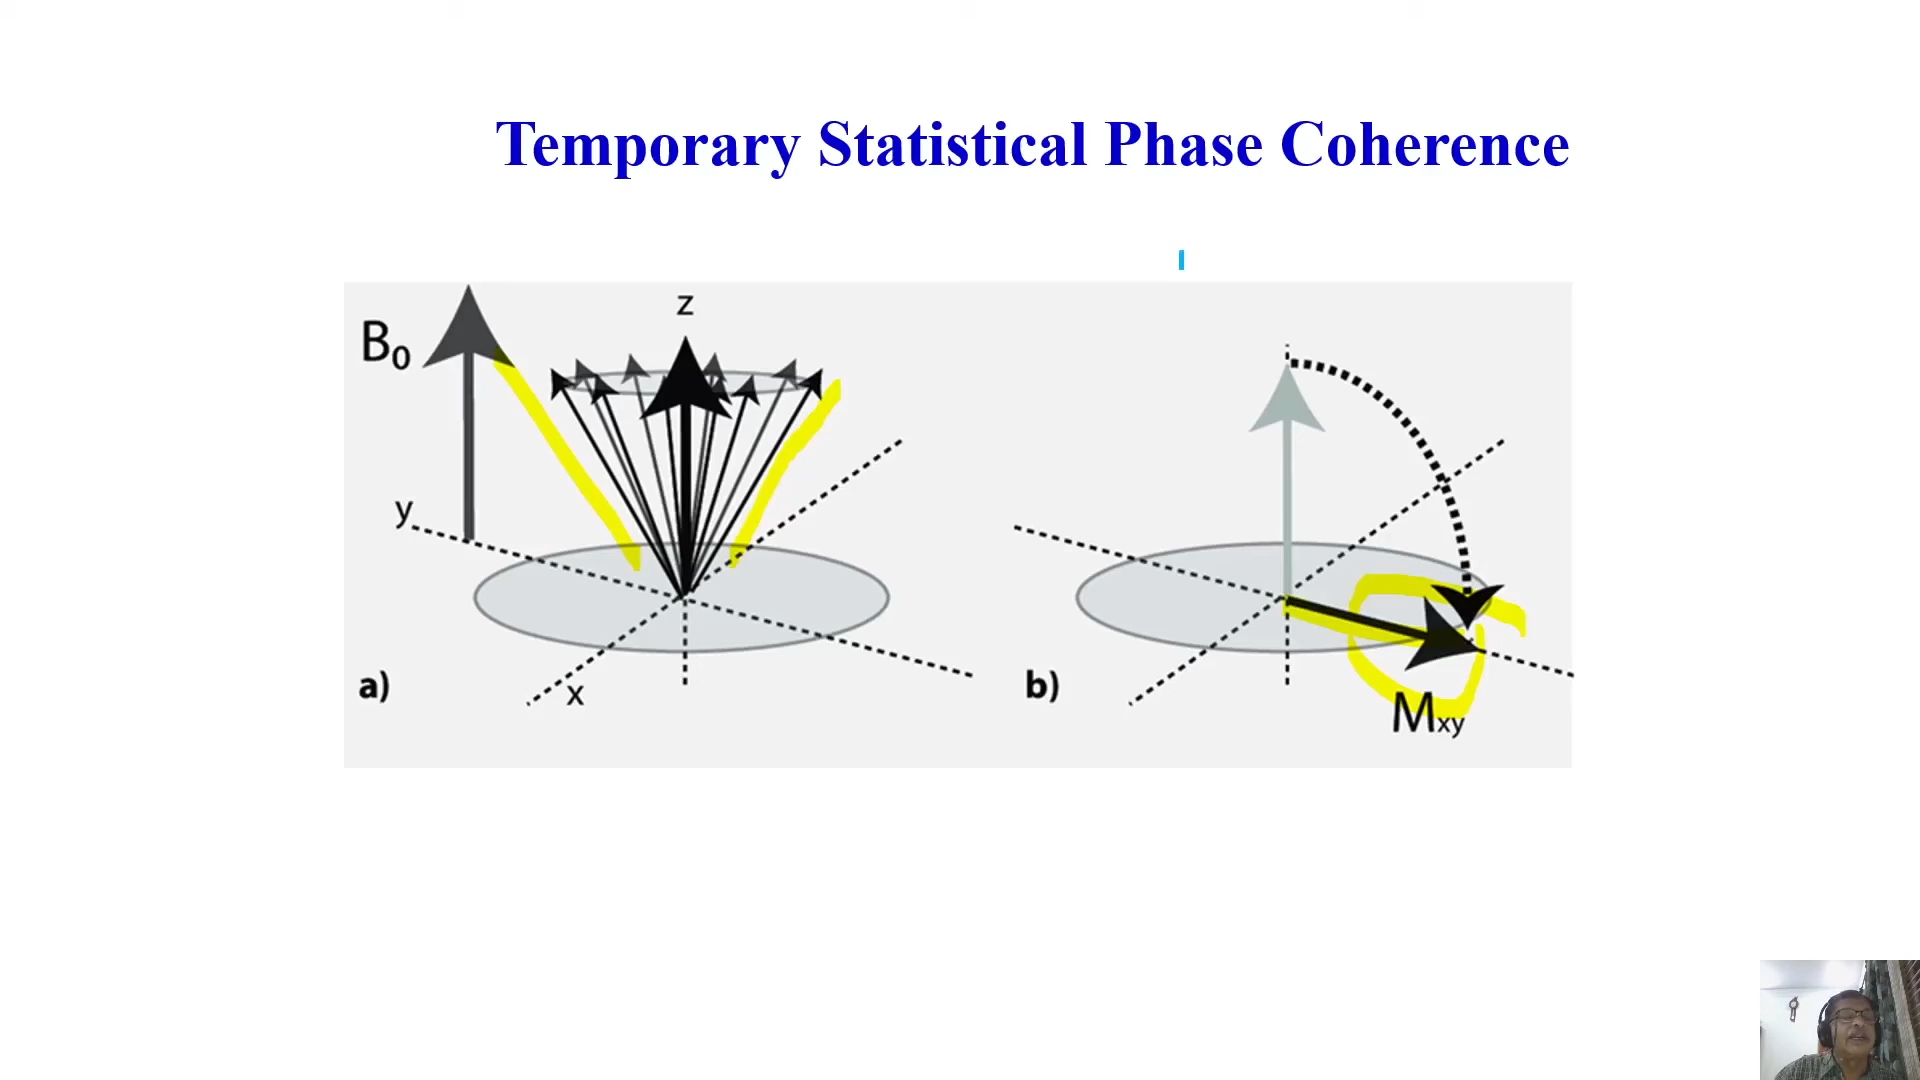 Temporary Statistical Phase Coherence
B₀
z
y
x
a)
b)
Mxy